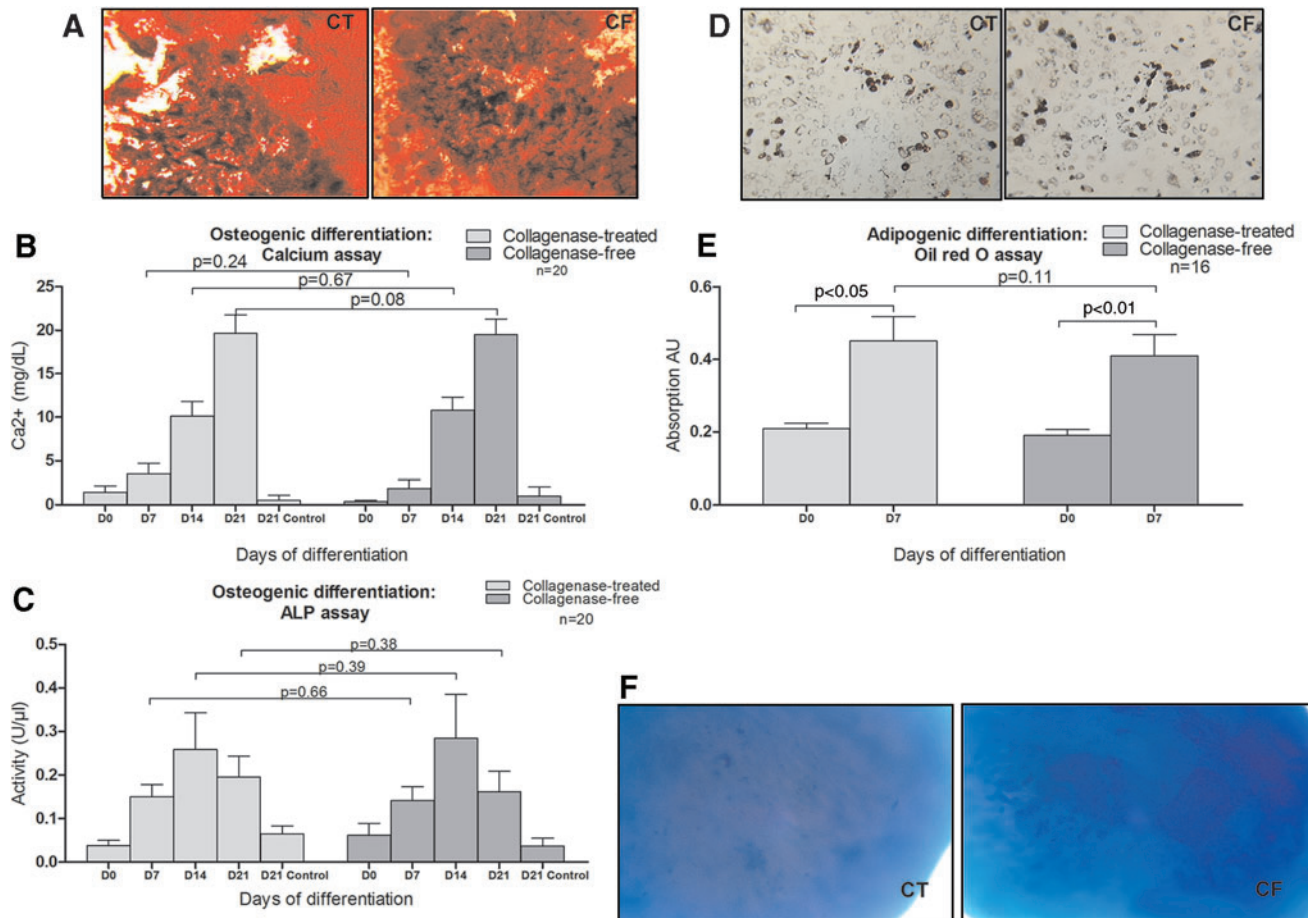 A
CT
CF
D
CT
CF
B
Osteogenic differentiation:
Calcium assay
Collagenase-treated
Collagenase-free
n=20
p=0.24
p=0.67
p=0.08
25
20
15
10
5
0
Ca2+ (mg/dL)
D0 D7 D14 D21 D21 Control D0 D7 D14 D21 D21 Control
Days of differentiation
E
Adipogenic differentiation:
Oil red O assay
Collagenase-treated
Collagenase-free
n=16
p=0.11
p<0.05
p<0.01
0.6
0.4
0.2
0.0
Absorption AU
D0 D7 D0 D7
Days of differentiation
C
Osteogenic differentiation:
ALP assay
Collagenase-treated
Collagenase-free
n=20
p=0.38
p=0.39
p=0.66
0.5
0.4
0.3
0.2
0.1
0.0
Activity (U/µl)
D0 D7 D14 D21 D21 Control D0 D7 D14 D21 D21 Control
Days of differentiation
F
CT
CF